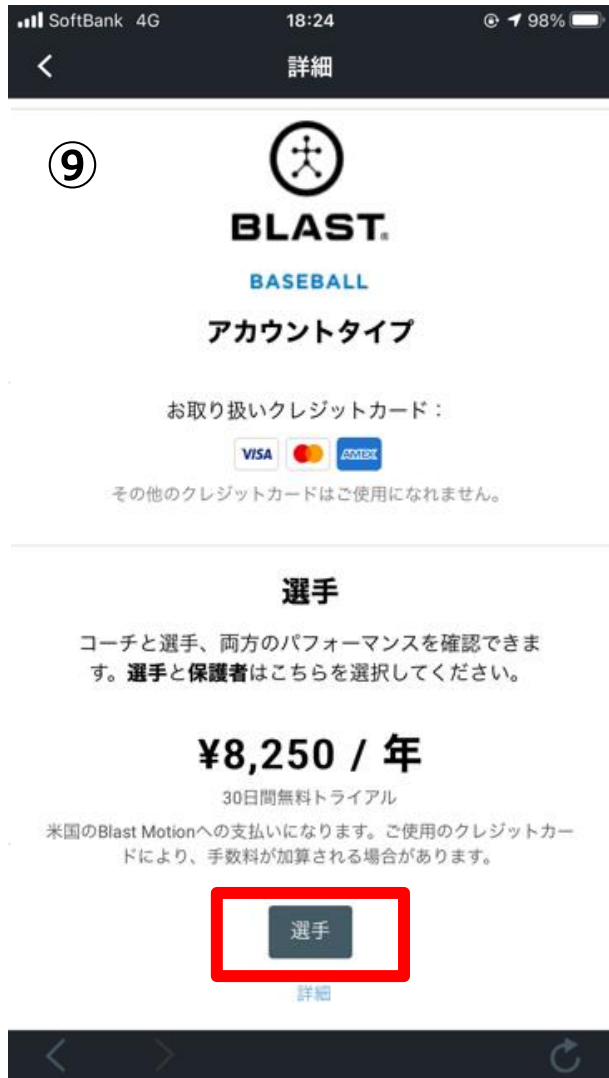 SoftBank 4G 18:24 98%
詳細
⑨
BLAST®
BASEBALL
アカウントタイプ
お取り扱いクレジットカード：
VISA AMEX
その他のクレジットカードはご使用になれません。
選手
コーチと選手、両方のパフォーマンスを確認できま
す。選手と保護者はこちらを選択してください。
¥8,250 / 年
30日間無料トライアル
米国のBlast Motionへの支払いになります。ご使用のクレジットカー
ドにより、手数料が加算される場合があります。
選手
詳細